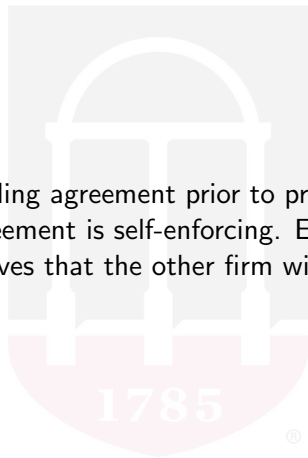 ding agreement prior to pr
eement is self-enforcing. E
ves that the other firm wi
1785
®